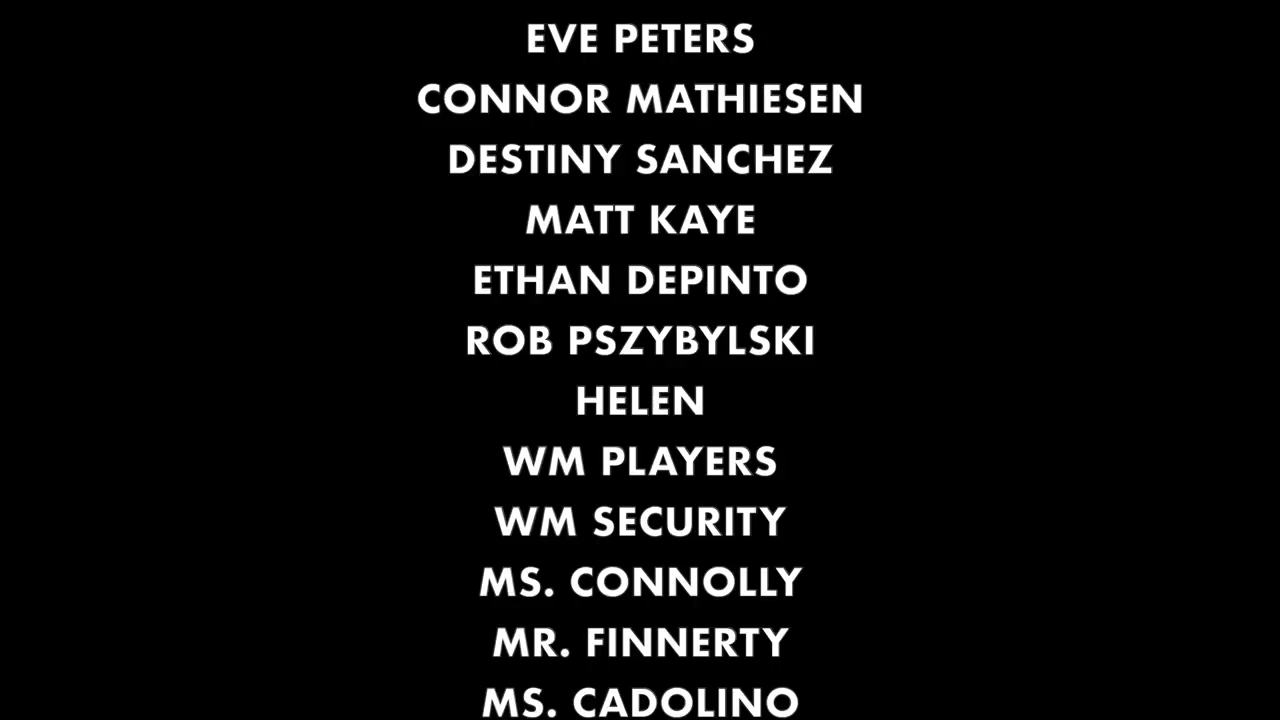 EVE PETERS
CONNOR MATHIESEN
DESTINY SANCHEZ
MATT KAYE
ETHAN DEPINTO
ROB PSZYBYLSKI
HELEN
WM PLAYERS
WM SECURITY
MS. CONNOLLY
MR. FINNERTY
MS. CADOLINO